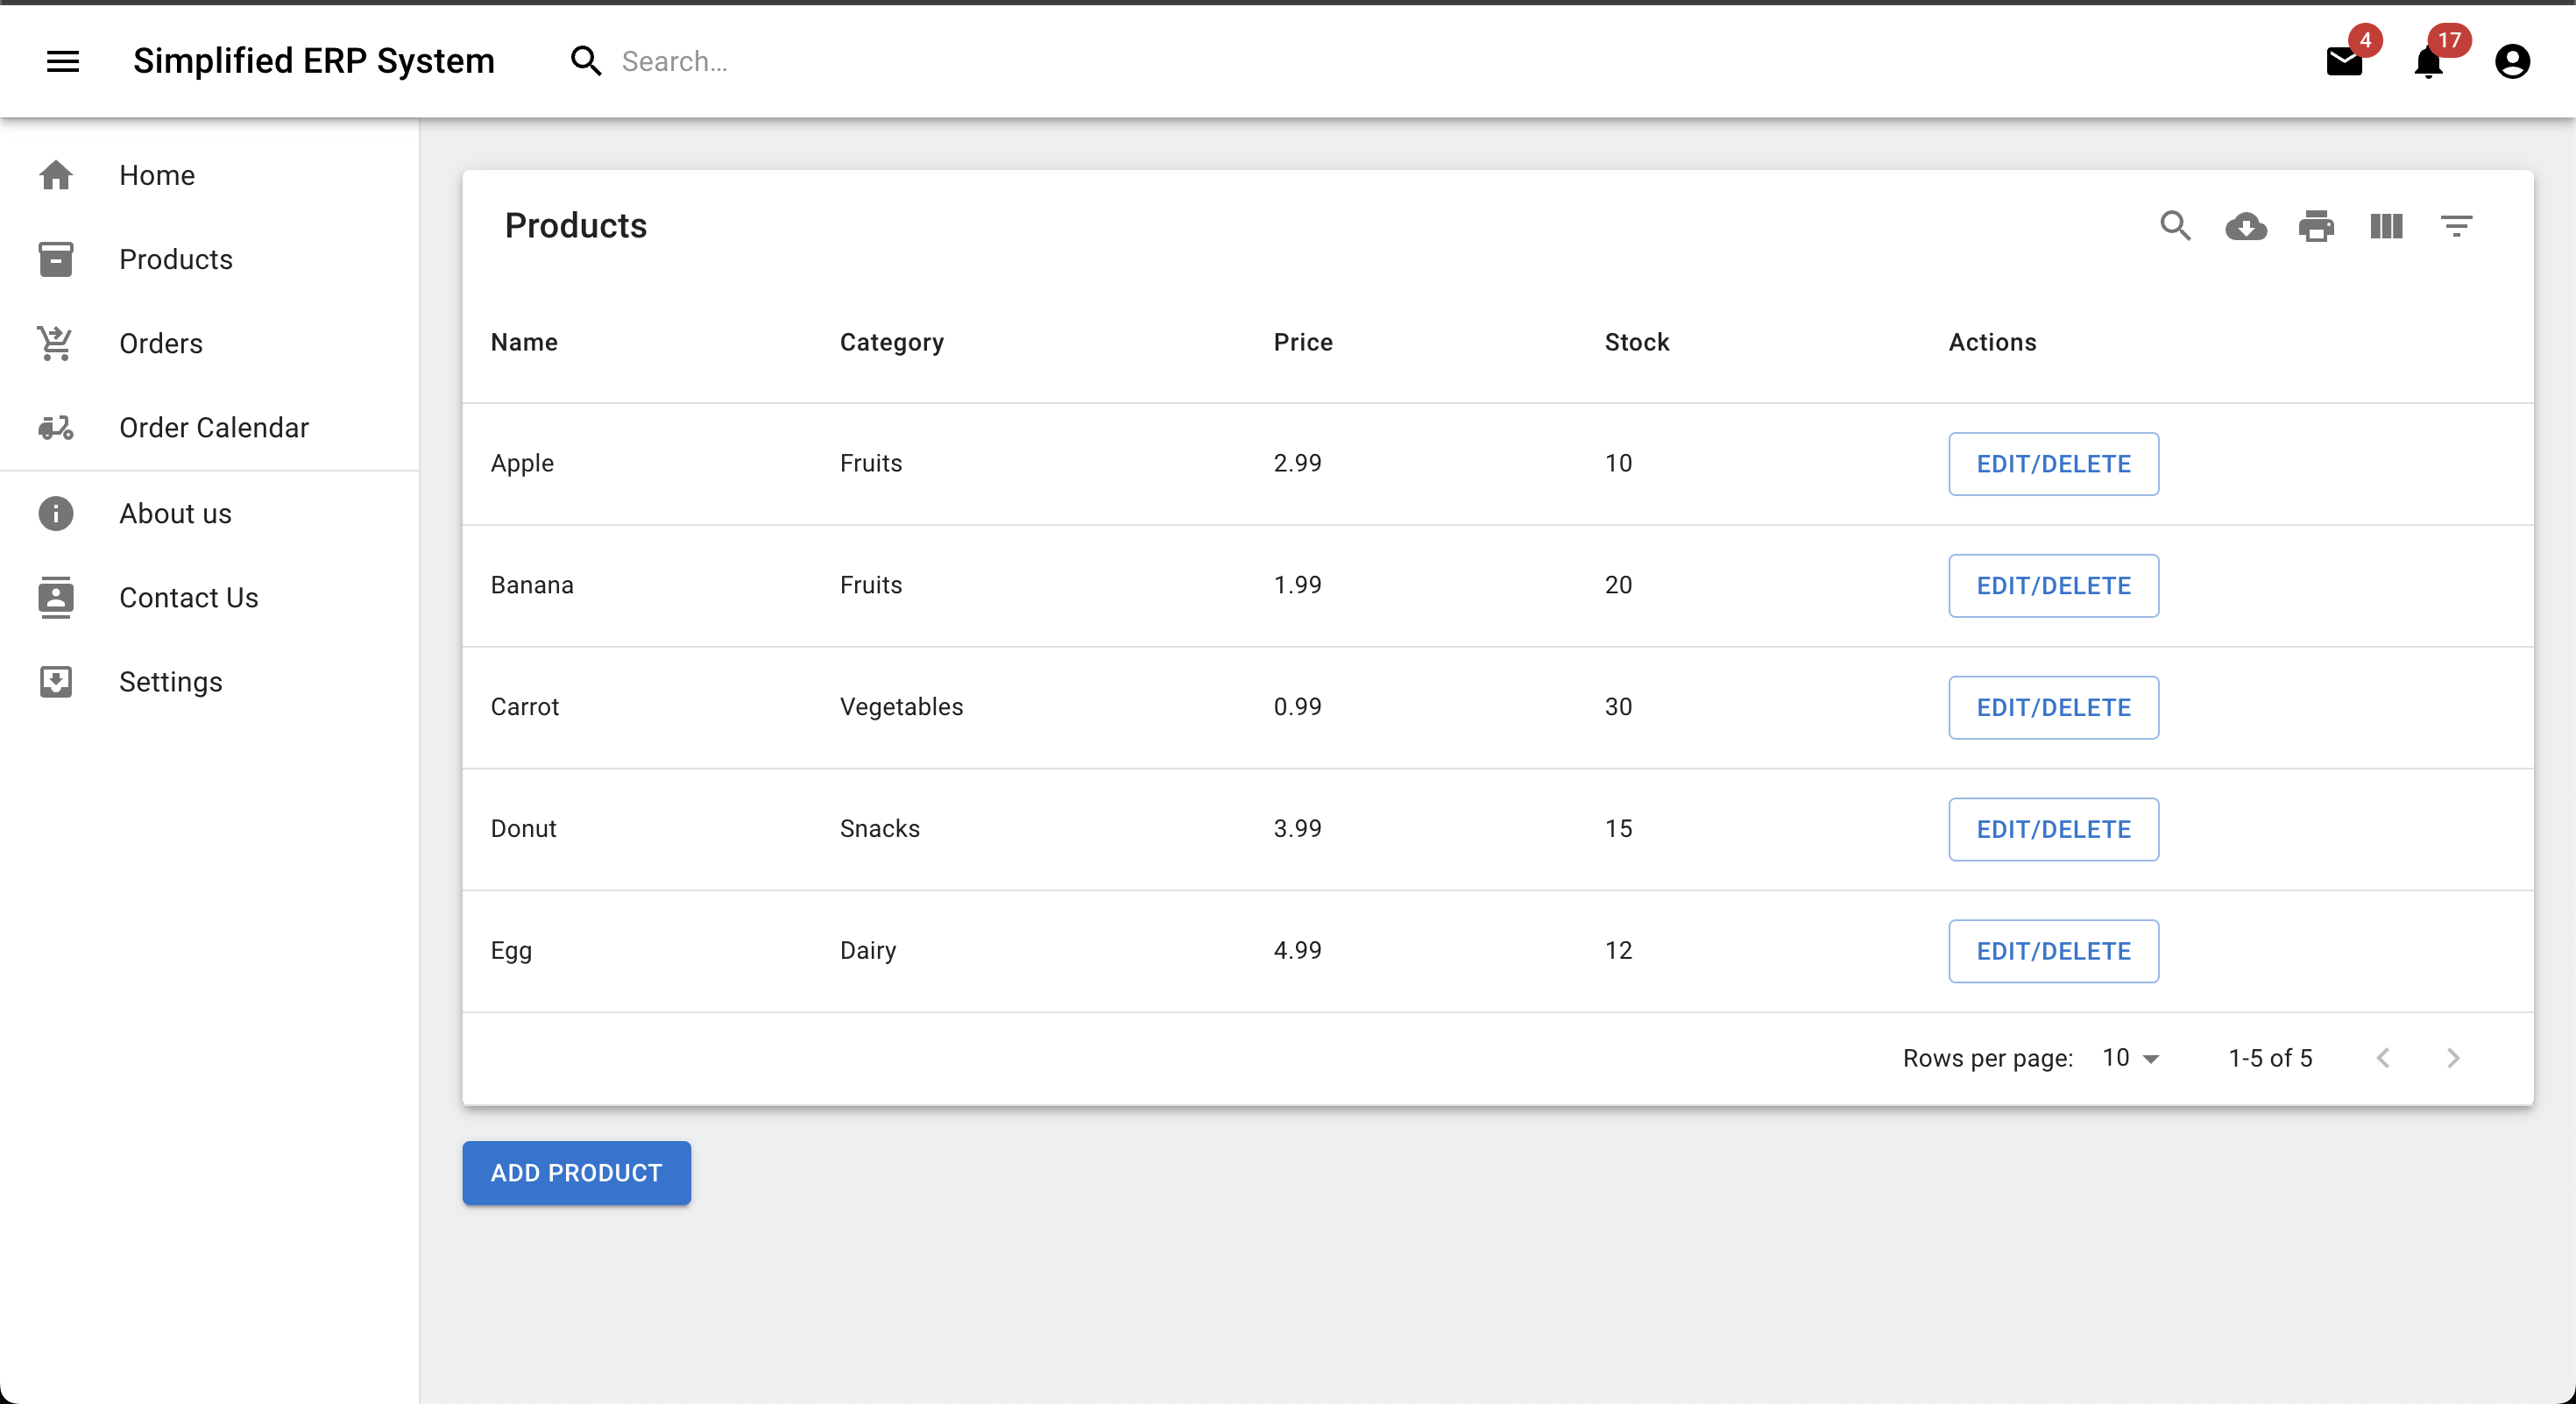 Simplified ERP System Search... 4 17
Home
Products
Orders
Order Calendar
About us
Contact Us
Settings
Products
Name Category Price Stock Actions
Apple Fruits 2.99 10 EDIT/DELETE
Banana Fruits 1.99 20 EDIT/DELETE
Carrot Vegetables 0.99 30 EDIT/DELETE
Donut Snacks 3.99 15 EDIT/DELETE
Egg Dairy 4.99 12 EDIT/DELETE
Rows per page: 10 1-5 of 5
ADD PRODUCT